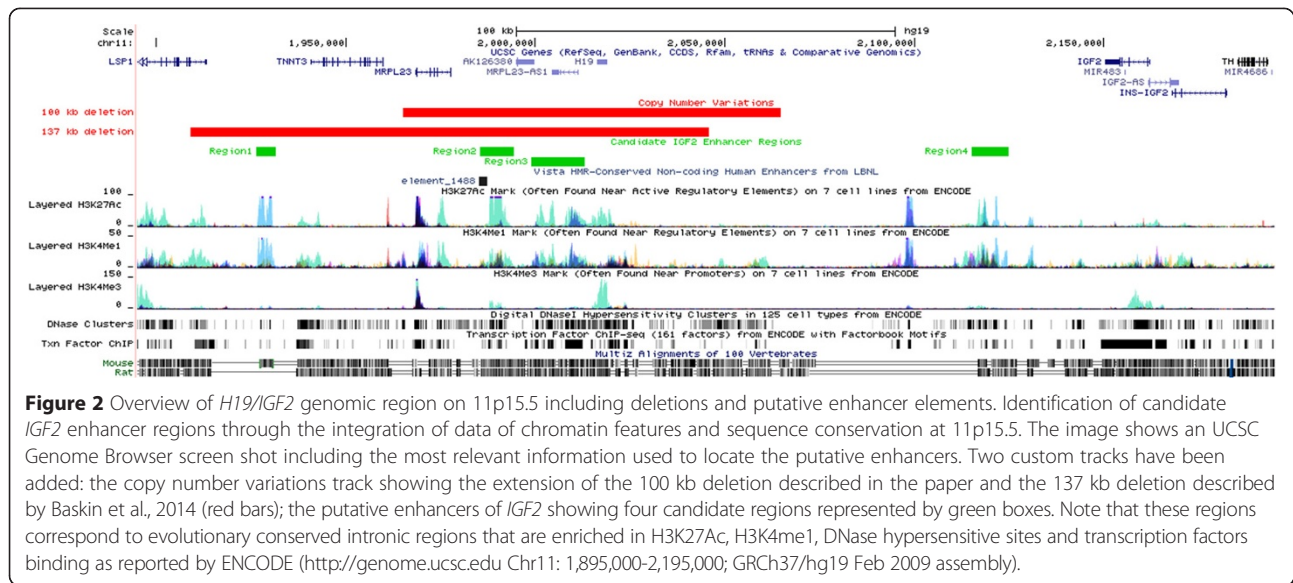 Scale 100 kb hg19
chr11: 1,950,000 2,000,000 2,050,000 2,100,000 2,150,000
UCSC Genes (RefSeq, GenBank, CCDS, Rfam, tRNAs & Comparative Genomics)
LSP1 TNNT3 AK126380 H19 IGF2 TH
MRPL23 MRPL23-AS1 MIR483 MIR4686
IGF2-AS
INS-IGF2
Copy Number Variations
100 kb deletion
137 kb deletion
Candidate IGF2 Enhancer Regions
Region1 Region2 Region4
Region3
Vista HMR-Conserved Non-coding Human Enhancers from LBNL
element_1488
H3K27Ac Mark (Often Found Near Active Regulatory Elements) on 7 cell lines from ENCODE
100
Layered H3K27Ac
0
H3K4Me1 Mark (Often Found Near Regulatory Elements) on 7 cell lines from ENCODE
50
Layered H3K4Me1
0
H3K4Me3 Mark (Often Found Near Promoters) on 7 cell lines from ENCODE
150
Layered H3K4Me3
0
Digital DNaseI Hypersensitivity Clusters in 125 cell types from ENCODE
DNase Clusters
Transcription Factor ChIP-seq (161 factors) from ENCODE with Factorbook Motifs
Txn Factor ChIP
Multiz Alignments of 100 Vertebrates
Mouse
Rat
Figure 2 Overview of H19/IGF2 genomic region on 11p15.5 including deletions and putative enhancer elements. Identification of candidate
IGF2 enhancer regions through the integration of data of chromatin features and sequence conservation at 11p15.5. The image shows an UCSC
Genome Browser screen shot including the most relevant information used to locate the putative enhancers. Two custom tracks have been
added: the copy number variations track showing the extension of the 100 kb deletion described in the paper and the 137 kb deletion described
by Baskin et al., 2014 (red bars); the putative enhancers of IGF2 showing four candidate regions represented by green boxes. Note that these regions
correspond to evolutionary conserved intronic regions that are enriched in H3K27Ac, H3K4me1, DNase hypersensitive sites and transcription factors
binding as reported by ENCODE (http://genome.ucsc.edu Chr11: 1,895,000-2,195,000; GRCh37/hg19 Feb 2009 assembly).